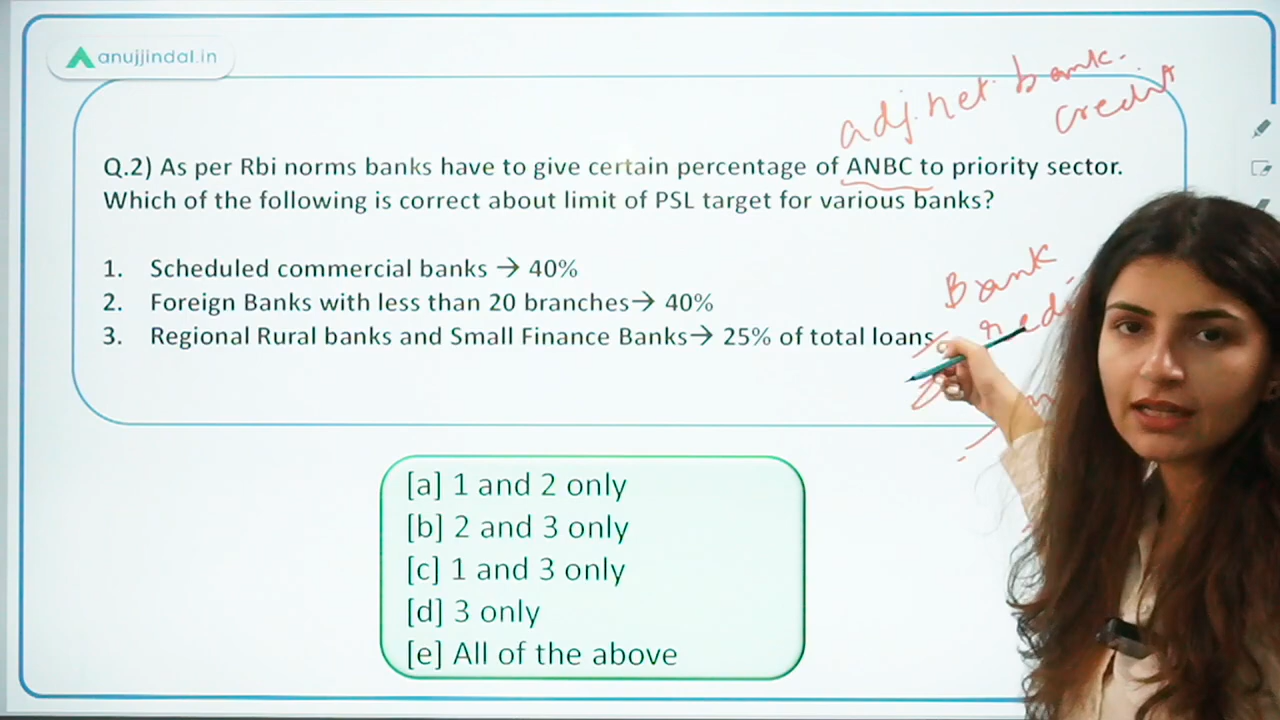 anujjindal.in
adj. net bank.
credit
Q.2) As per Rbi norms banks have to give certain percentage of ANBC to priority sector.
Which of the following is correct about limit of PSL target for various banks?
Bank
1. Scheduled commercial banks → 40%
2. Foreign Banks with less than 20 branches→ 40%
3. Regional Rural banks and Small Finance Banks→ 25% of total loans
[a] 1 and 2 only
[b] 2 and 3 only
[c] 1 and 3 only
[d] 3 only
[e] All of the above